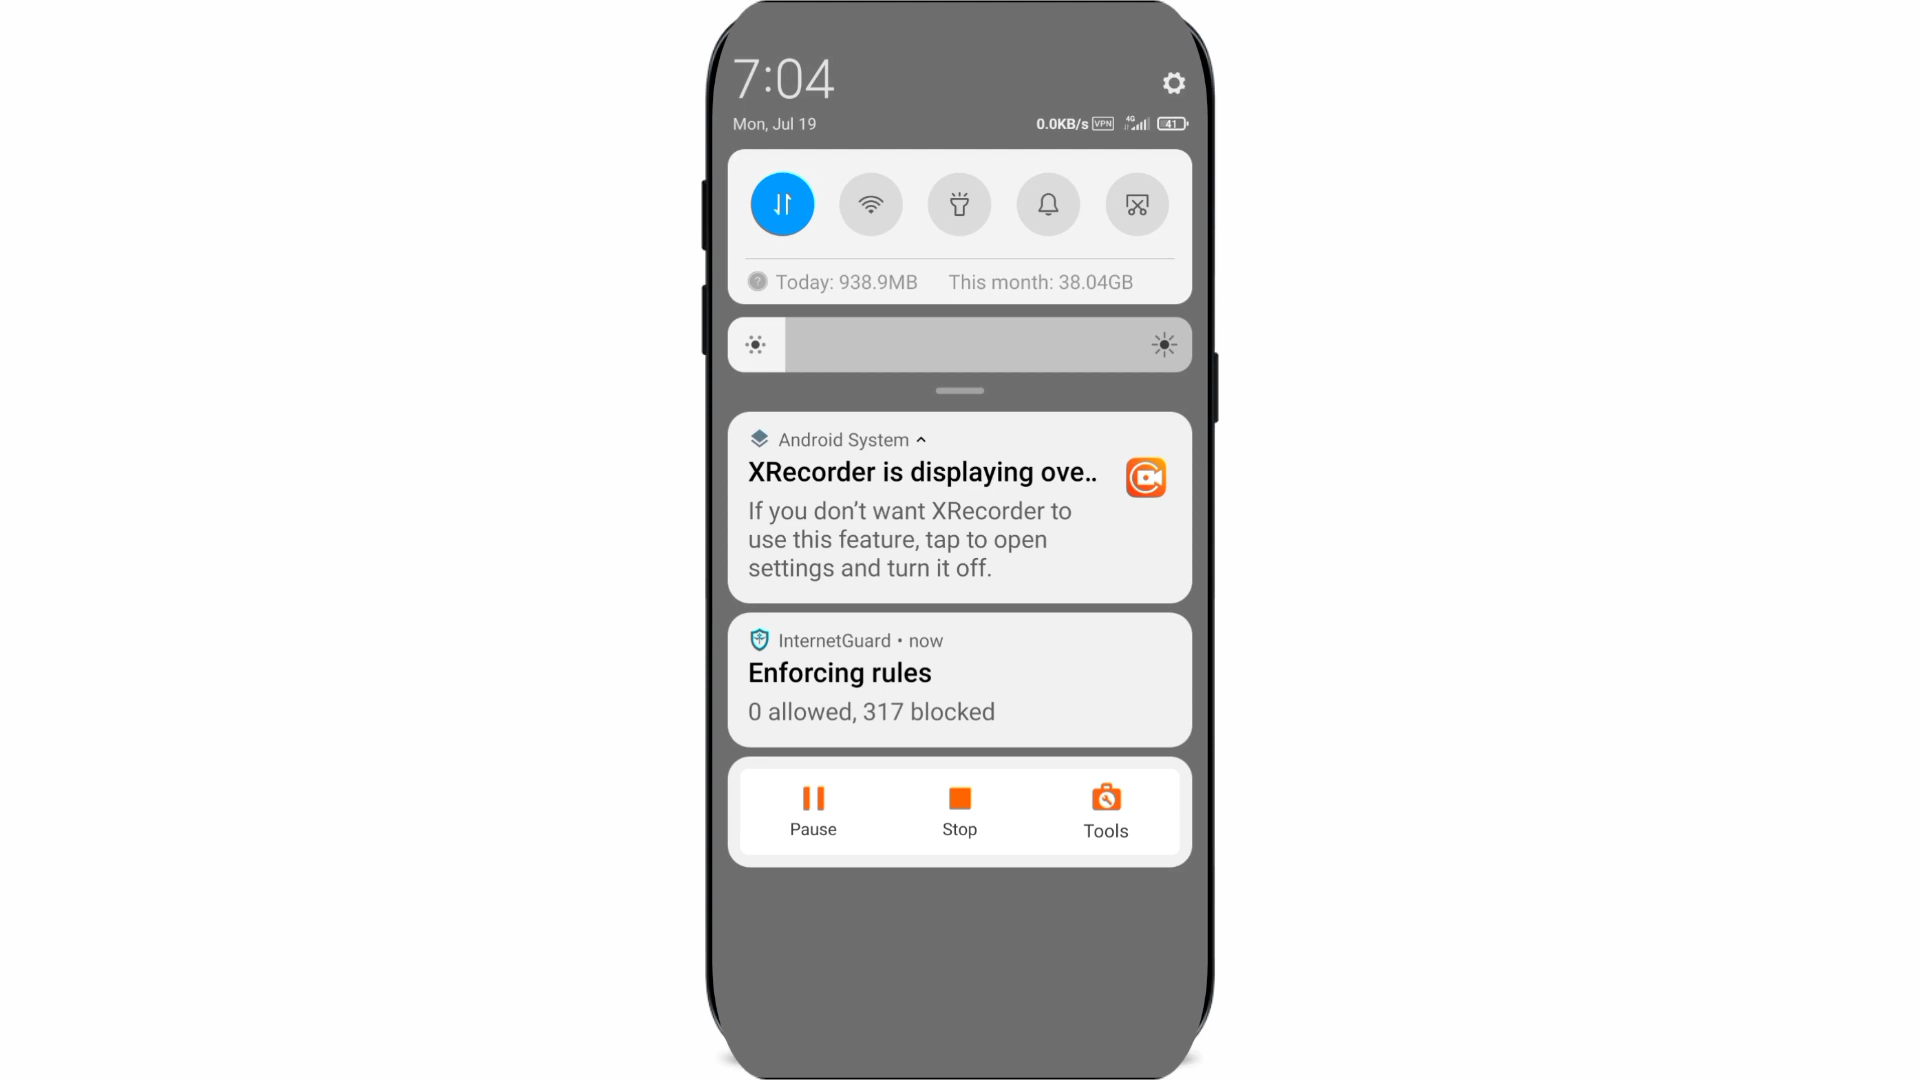 7:04
Mon, Jul 19
0.0KB/s VPN 4G 41
Today: 938.9MB This month: 38.04GB
Android System
XRecorder is displaying ove..
If you don’t want XRecorder to
use this feature, tap to open
settings and turn it off.
InternetGuard • now
Enforcing rules
0 allowed, 317 blocked
Pause Stop Tools